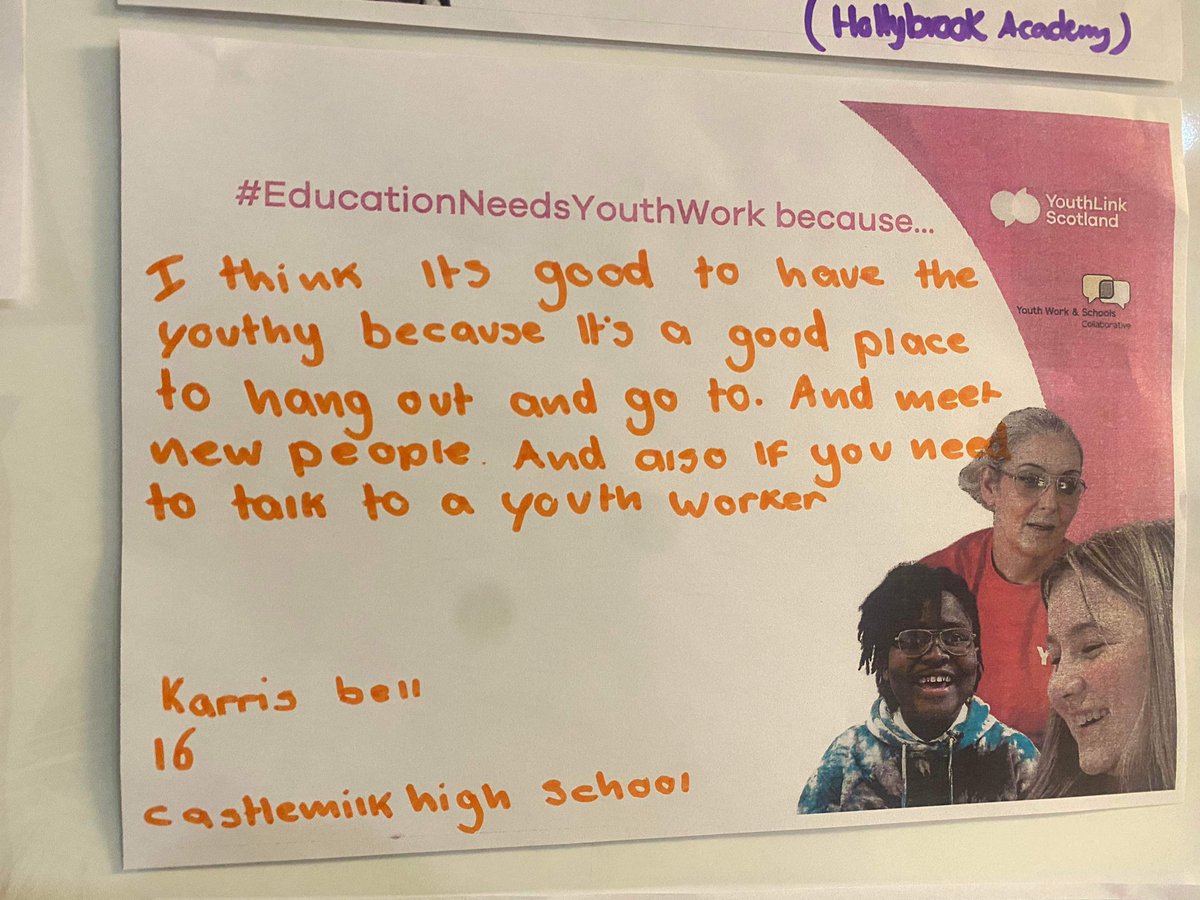 (Hollybrook Academy)
#EducationNeedsYouthWork because...
YouthLink
Scotland
Youth Work & Schools
Collaborative
I think Its good to have the
youthy because It's a good place
to hang out and go to. And meet
new people. And also If you need
to talk to a youth worker
Karris bell
16
Castlemilk high School